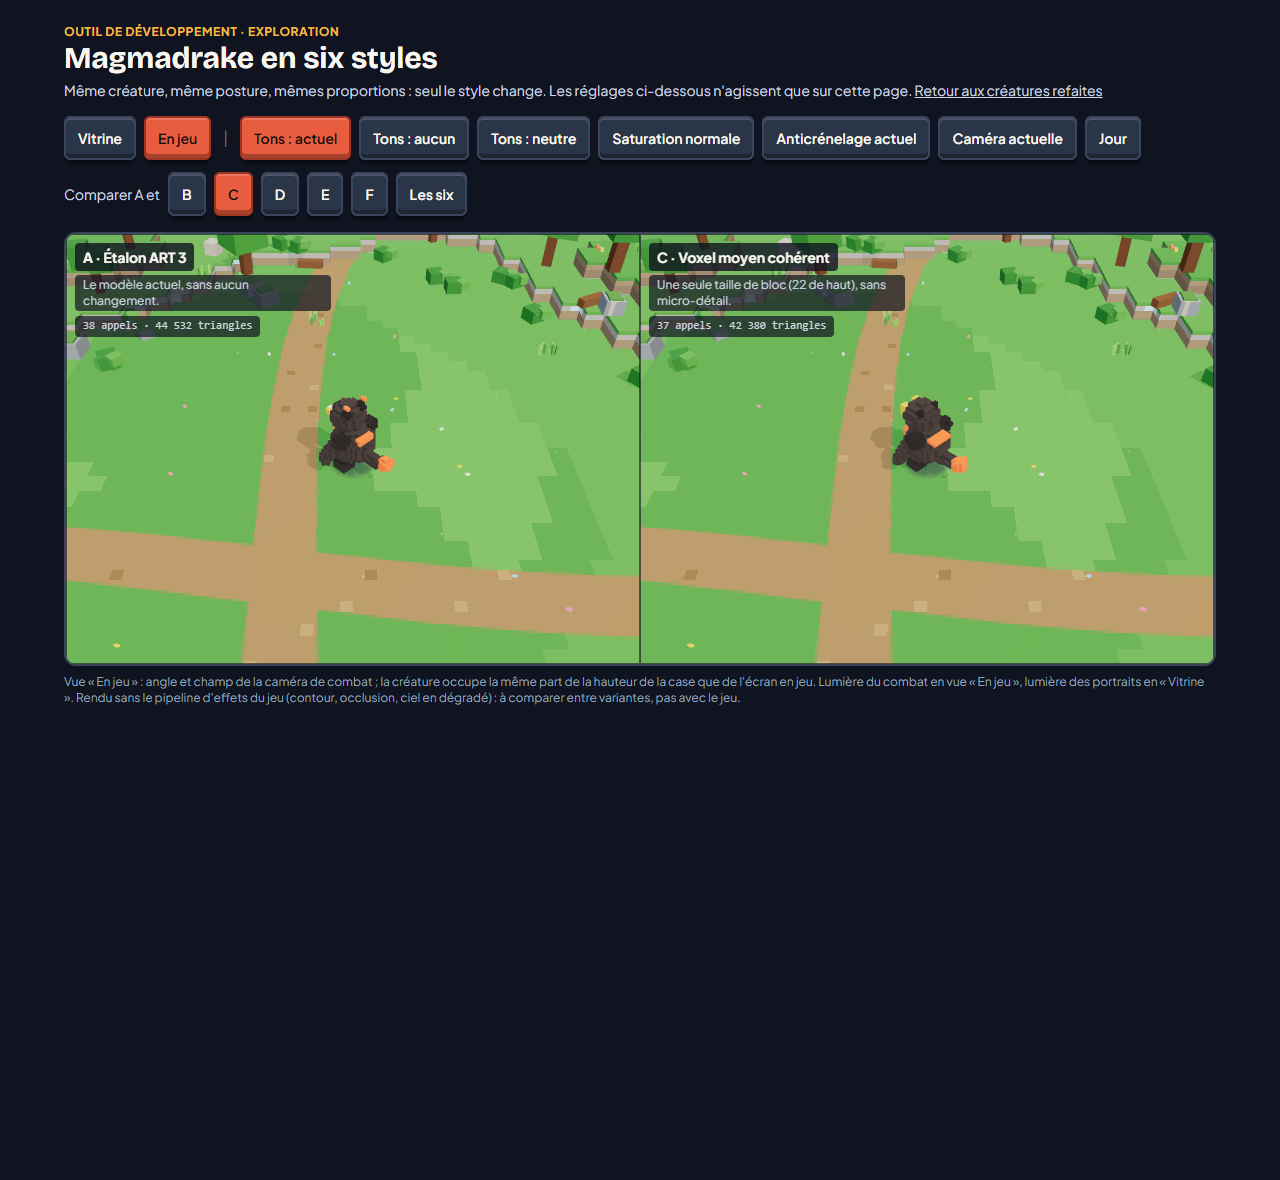 OUTIL DE DÉVELOPPEMENT · EXPLORATION
Magmadrake en six styles
Même créature, même posture, mêmes proportions : seul le style change. Les réglages ci-dessous n'agissent que sur cette page. Retour aux créatures refaites
Vitrine En jeu | Tons : actuel Tons : aucun Tons : neutre Saturation normale Anticrénelage actuel Caméra actuelle Jour
Comparer A et B C D E F Les six
A · Étalon ART 3
Le modèle actuel, sans aucun
changement.
38 appels · 44 532 triangles
C · Voxel moyen cohérent
Une seule taille de bloc (22 de haut), sans
micro-détail.
37 appels · 42 380 triangles
Vue « En jeu » : angle et champ de la caméra de combat ; la créature occupe la même part de la hauteur de la case que de l'écran en jeu. Lumière du combat en vue « En jeu », lumière des portraits en « Vitrine
». Rendu sans le pipeline d'effets du jeu (contour, occlusion, ciel en dégradé) : à comparer entre variantes, pas avec le jeu.